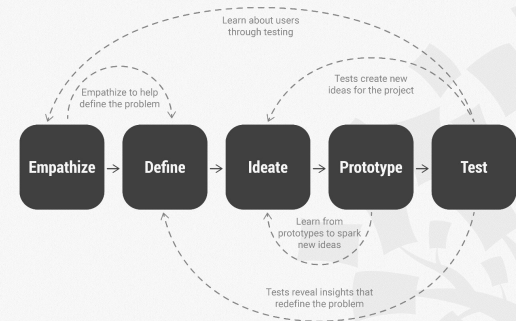 Learn about users
through testing
Tests create new
ideas for the project
Empathize to help
define the problem
Empathize
Define
Ideate
Prototype
Test
Learn from
prototypes to spark
new ideas
Tests reveal insights that
redefine the problem